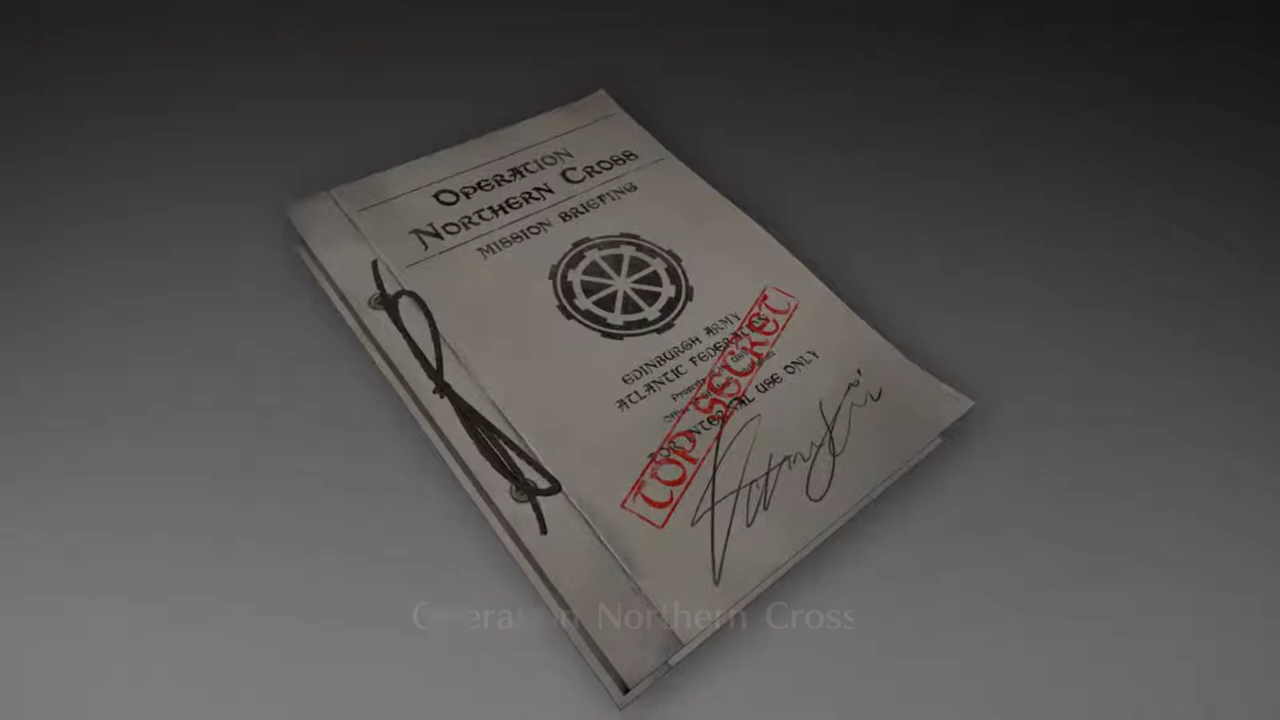 OPERATION
NORTHERN CROSS
MISSION BRIEFING
EDINBURGH ARMY
ATLANTIC FEDERATION
FOR INTERNAL USE ONLY
TOP SECRET
Operation Northern Cross